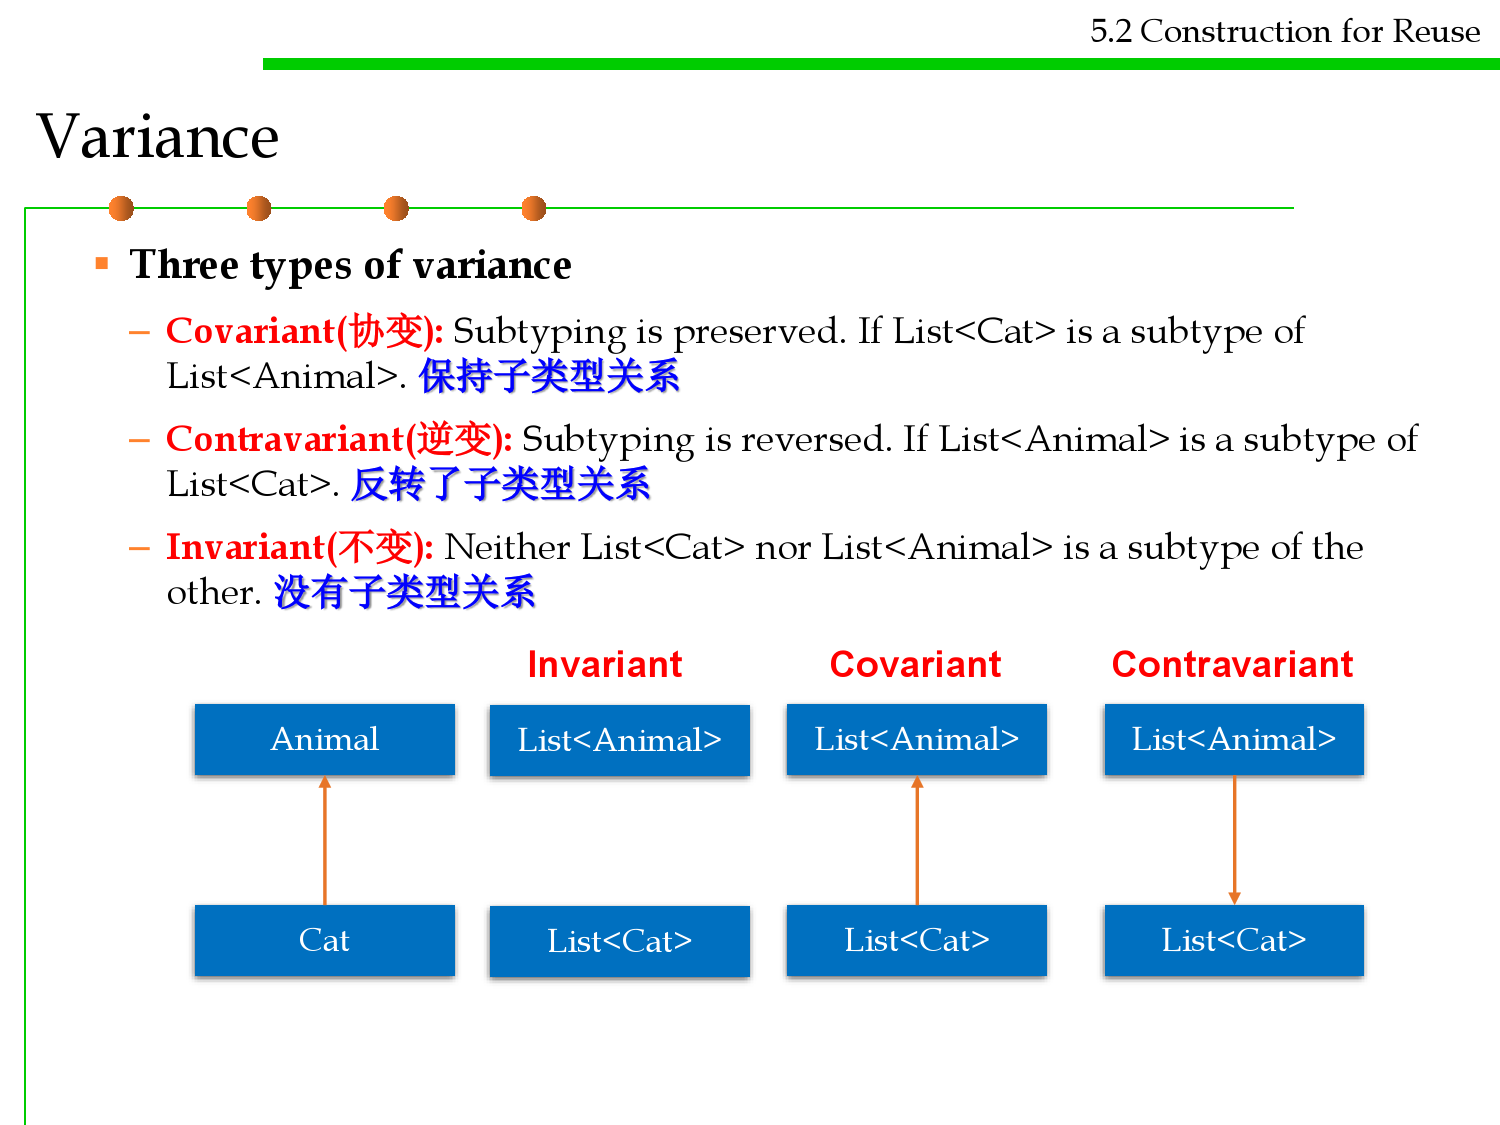 5.2 Construction for Reuse
Variance
▪ Three types of variance
– Covariant(协变): Subtyping is preserved. If List<Cat> is a subtype of
List<Animal>. 保持子类型关系
– Contravariant(逆变): Subtyping is reversed. If List<Animal> is a subtype of
List<Cat>. 反转了子类型关系
– Invariant(不变): Neither List<Cat> nor List<Animal> is a subtype of the
other. 没有子类型关系
Invariant Covariant Contravariant
Animal List<Animal> List<Animal> List<Animal>
Cat List<Cat> List<Cat> List<Cat>